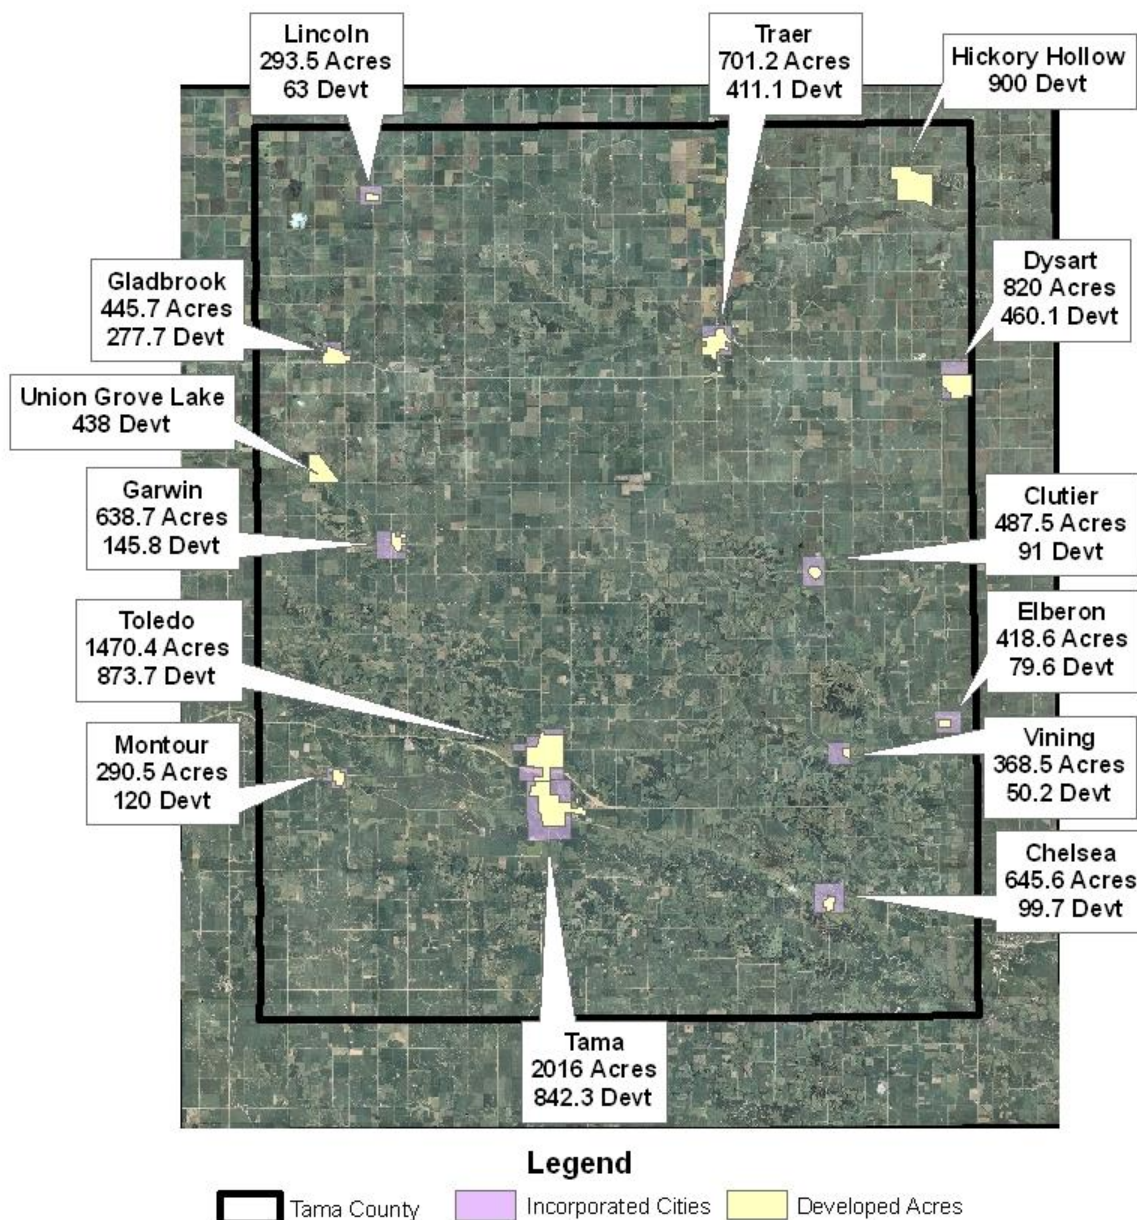 Lincoln
293.5 Acres
63 Devt
Traer
701.2 Acres
411.1 Devt
Hickory Hollow
900 Devt
Gladbrook
445.7 Acres
277.7 Devt
Dysart
820 Acres
460.1 Devt
Union Grove Lake
438 Devt
Garwin
638.7 Acres
145.8 Devt
Clutier
487.5 Acres
91 Devt
Toledo
1470.4 Acres
873.7 Devt
Elberon
418.6 Acres
79.6 Devt
Montour
290.5 Acres
120 Devt
Vining
368.5 Acres
50.2 Devt
Chelsea
645.6 Acres
99.7 Devt
Tama
2016 Acres
842.3 Devt
Legend
Tama County
Incorporated Cities
Developed Acres